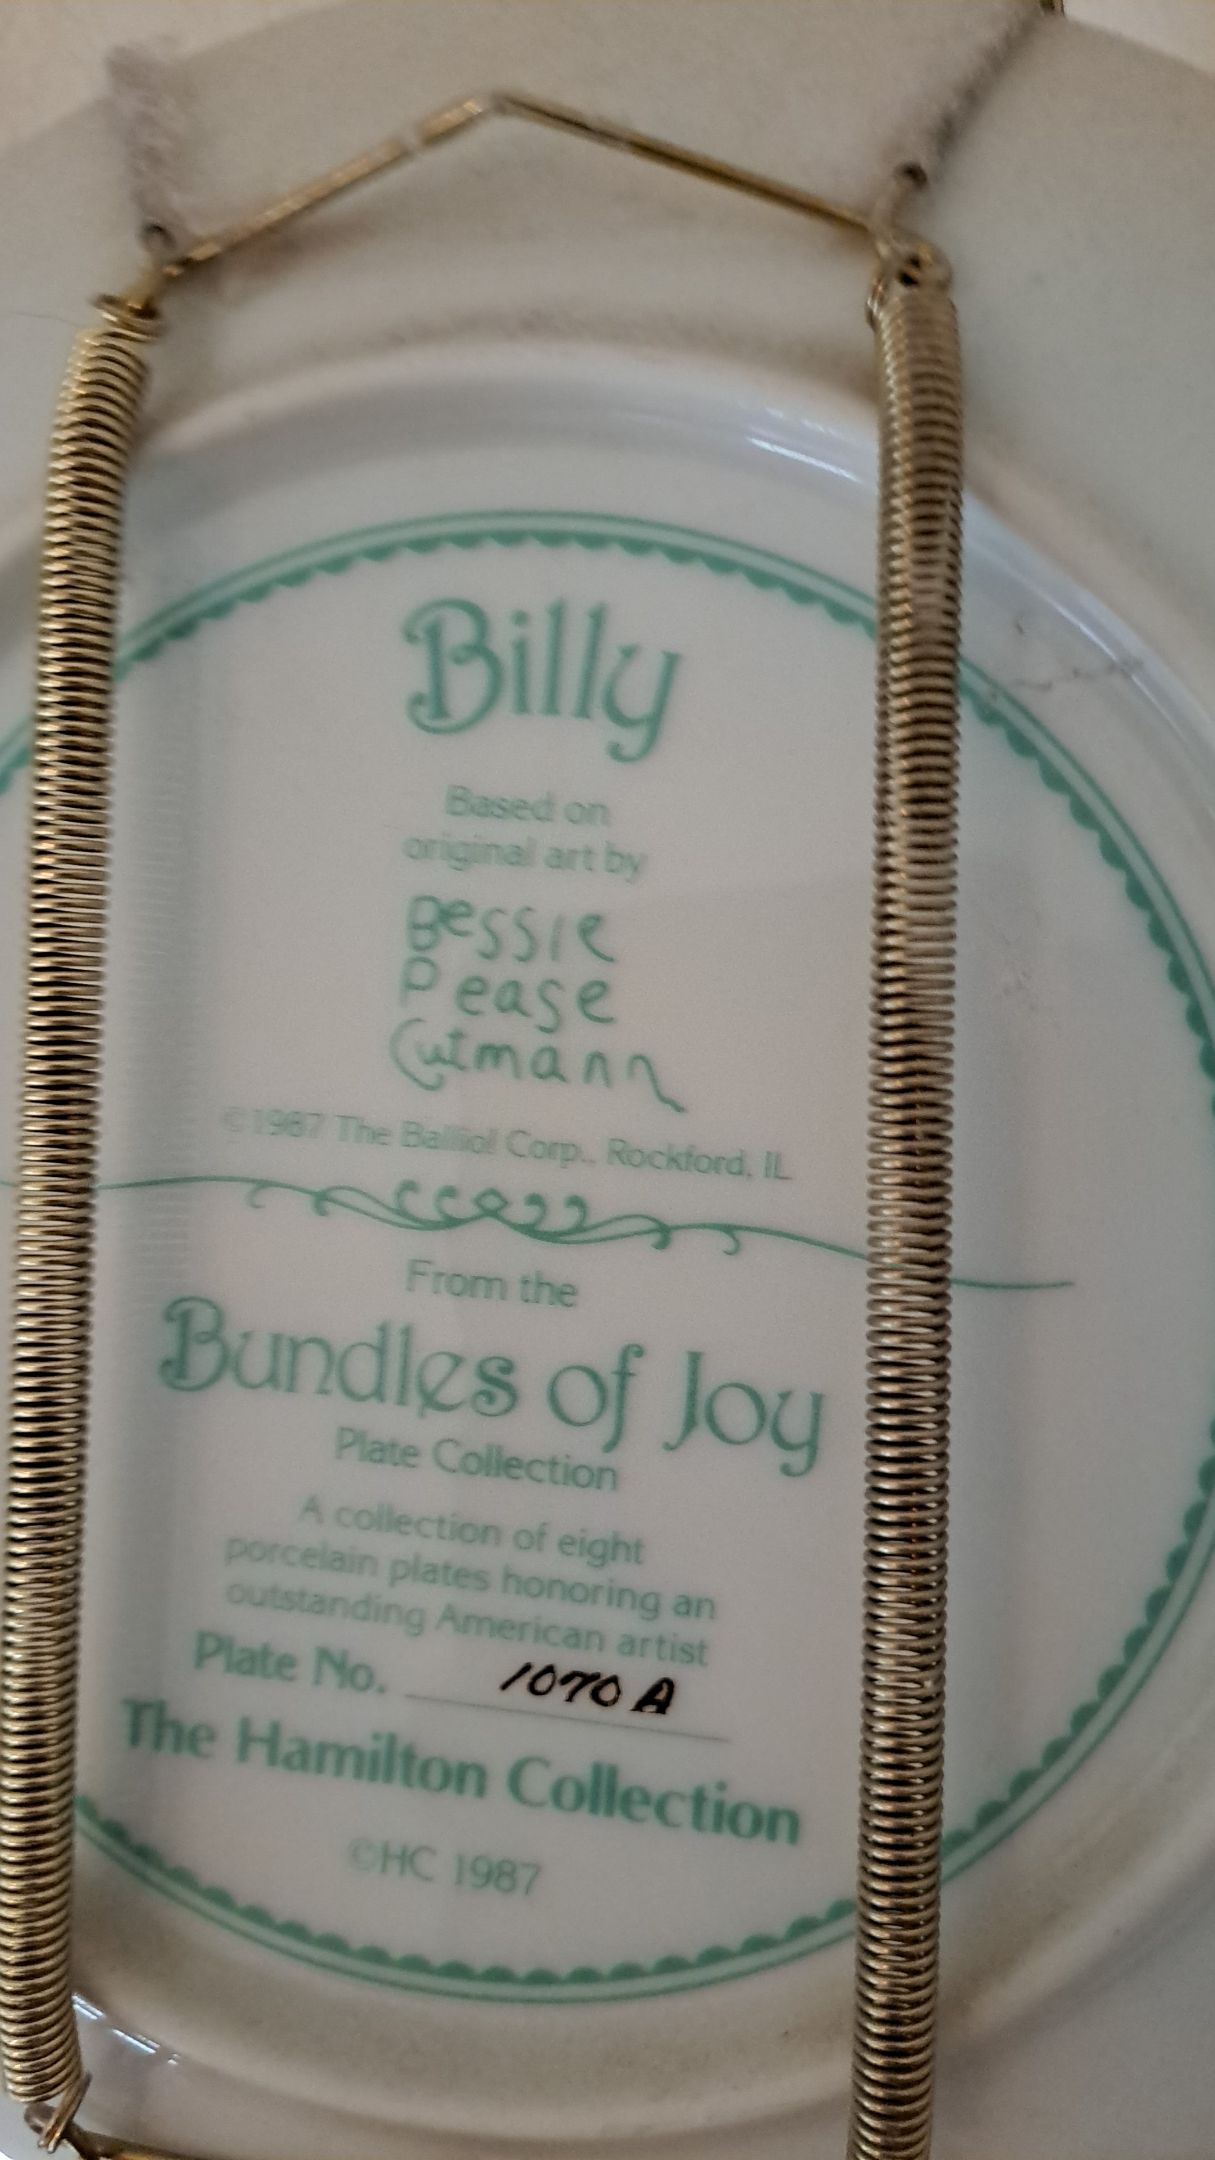 Billy
Based on
original art by
Bessie
Pease
Gutmann
©1987 The Balliol Corp., Rockford, IL
From the
Bundles of Joy
Plate Collection
A collection of eight
porcelain plates honoring an
outstanding American artist
Plate No. 1070 A
The Hamilton Collection
©HC 1987